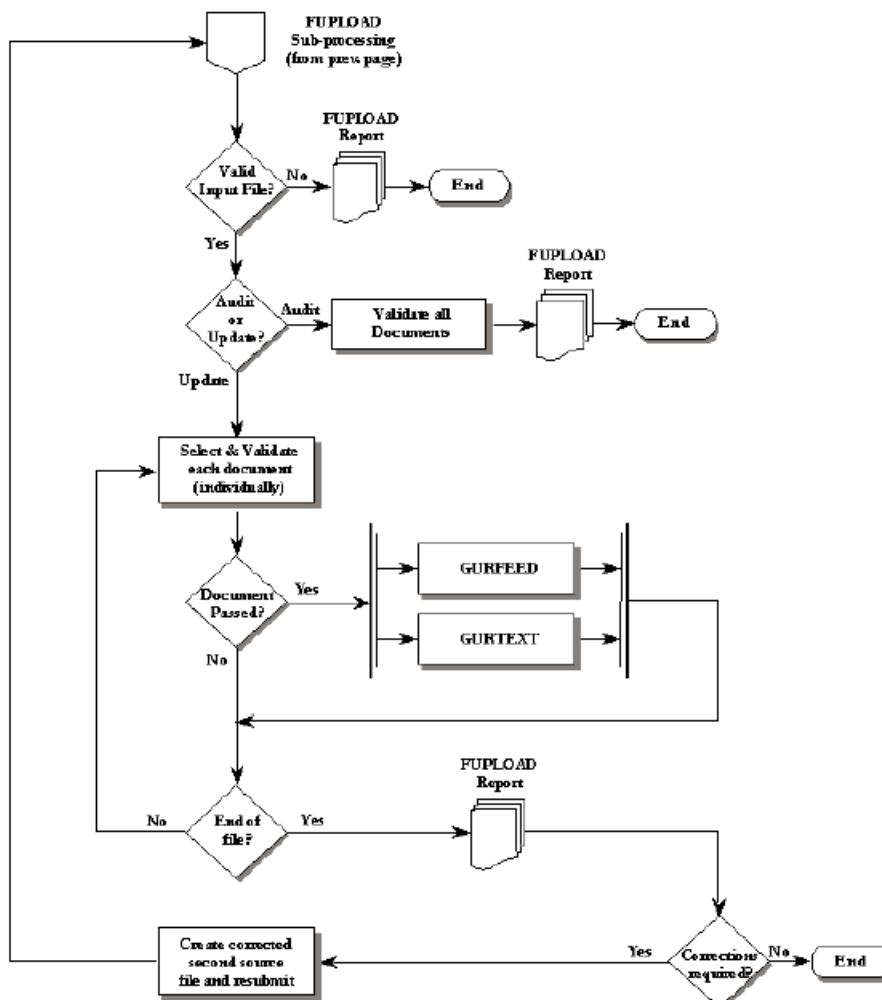 FUPLOAD
Sub-processing
(from prev page)
FUPLOAD
Report
Valid
Input File?
No
End
Yes
FUPLOAD
Report
Audit
or
Update?
Audit
Validate all
Documents
End
Update
Select & Validate
each document
(individually)
Document
Passed?
Yes
GURFEED
GURTEXT
No
FUPLOAD
Report
No
End of
file?
Yes
Create corrected
second source
file and resubmit
Yes
Corrections
required?
No
End